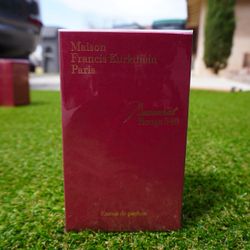 Maison
Francis Kurkdjian
Paris
Baccarat
Rouge 540
Extrait de parfum